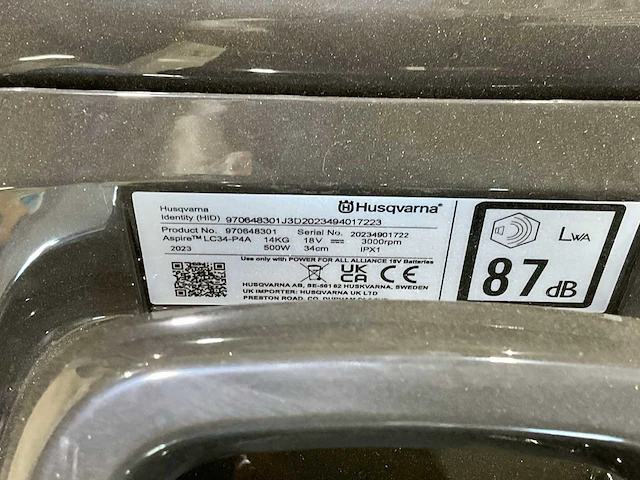 Husqvarna
Husqvarna®
Identity (HID) 970648301J3D2023494017223
Product No. 970648301 Serial No. 20234901722
Aspire™ LC34-P4A 14KG 18V 3000rpm
2023 500W 34cm IPX1
Use only with POWER FOR ALL ALLIANCE 18V Batteries
UK CA CE
HUSQVARNA AB, SE-56182 HUSKVARNA, SWEDEN
UK IMPORTER: HUSQVARNA UK LTD
PRESTON ROAD, CO. DURHAM
LWA
87 dB